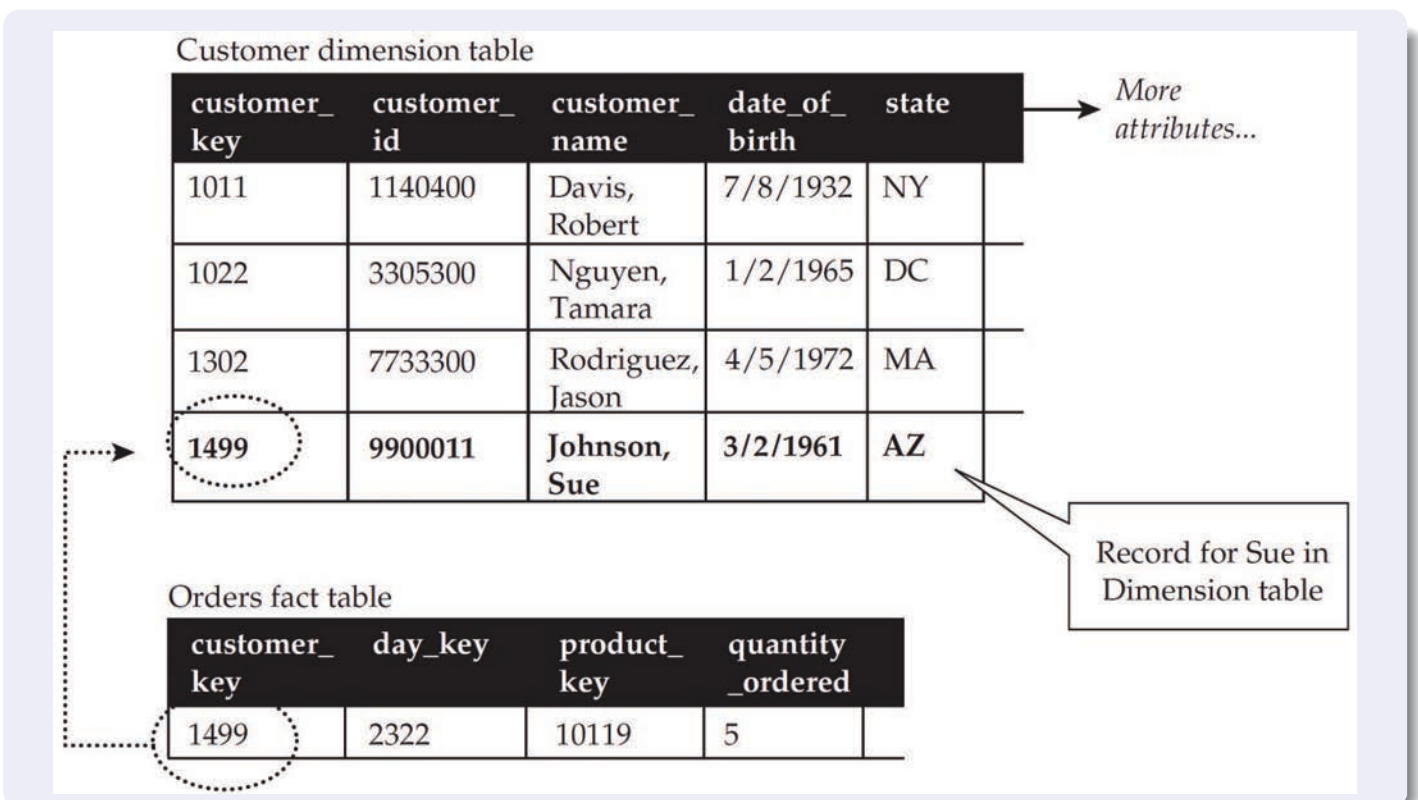 Customer dimension table
customer_ customer_ customer_ date_of_ state
key id name birth
More
attributes...
1011 1140400 Davis, 7/8/1932 NY
Robert
1022 3305300 Nguyen, 1/2/1965 DC
Tamara
1302 7733300 Rodriguez, 4/5/1972 MA
Jason
1499 9900011 Johnson, 3/2/1961 AZ
Sue
Record for Sue in
Dimension table
Orders fact table
customer_ day_key product_ quantity
key key _ordered
1499 2322 10119 5